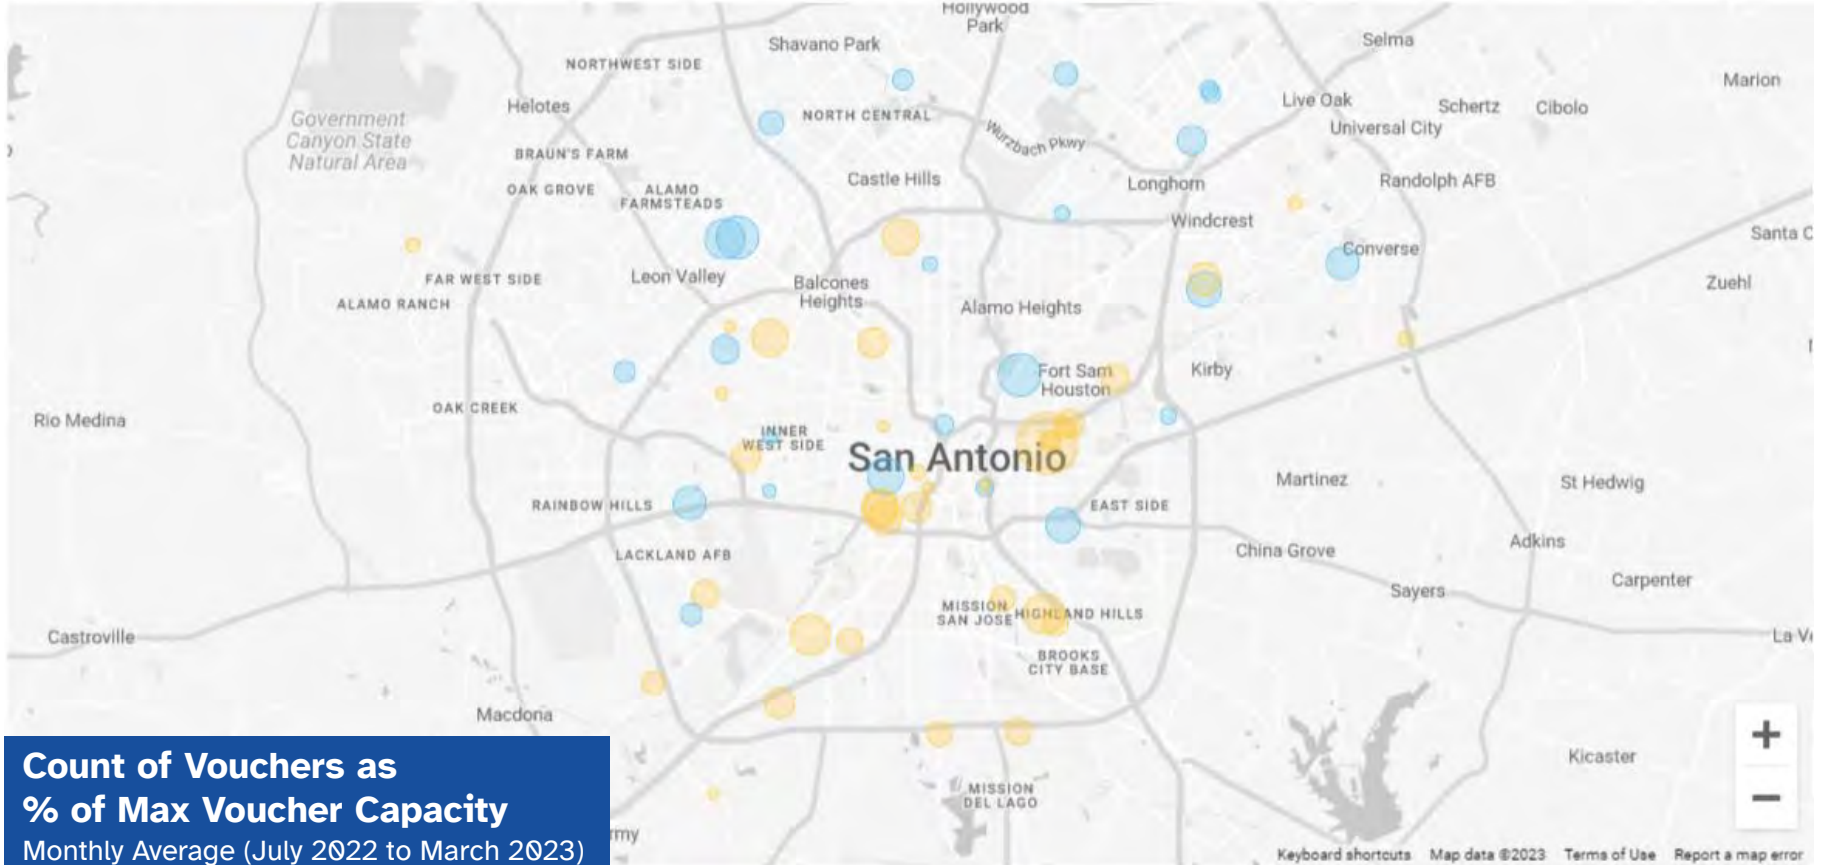 Hollywood
Park
Shavano Park
Selma
NORTHWEST SIDE
Marion
Helotes
Live Oak
Schertz
Cibolo
Government
Canyon State
Natural Area
NORTH CENTRAL
Universal City
Wurzbach Pkwy
BRAUN'S FARM
Castle Hills
Longhorn
Randolph AFB
OAK GROVE
ALAMO
FARMSTEADS
Windcrest
Santa C
Converse
FAR WEST SIDE
Leon Valley
Balcones
Heights
Zuehl
ALAMO RANCH
Alamo Heights
Fort Sam
Houston
Kirby
OAK CREEK
Rio Medina
INNER
WEST SIDE
San Antonio
Martinez
St Hedwig
RAINBOW HILLS
EAST SIDE
LACKLAND AFB
China Grove
Adkins
Carpenter
Sayers
MISSION
SAN JOSE
HIGHLAND HILLS
Castroville
La Ve
BROOKS
CITY BASE
Macdona
Kicaster
MISSION
DEL LAGO
rmy
Count of Vouchers as
% of Max Voucher Capacity
Monthly Average (July 2022 to March 2023)
+
−
Keyboard shortcuts Map data ©2023 Terms of Use Report a map error